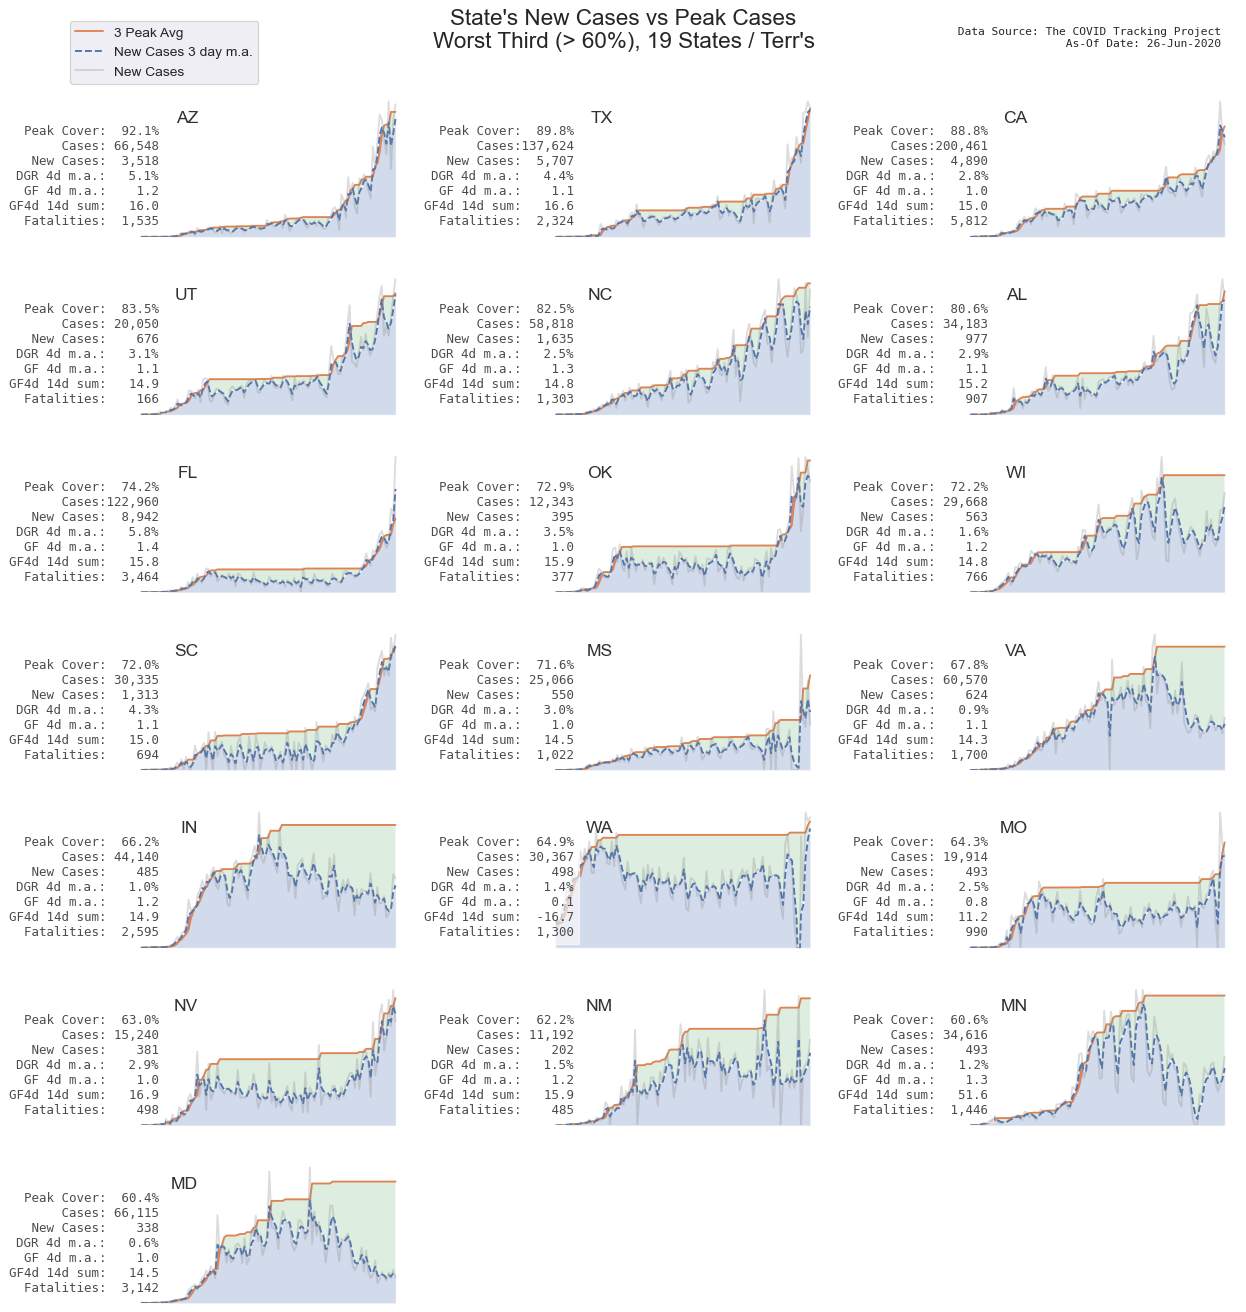 State's New Cases vs Peak Cases
Worst Third (> 60%), 19 States / Terr's
3 Peak Avg
New Cases 3 day m.a.
New Cases
Data Source: The COVID Tracking Project
As-Of Date: 26-Jun-2020
AZ
Peak Cover: 92.1%
Cases: 66,548
New Cases: 3,518
DGR 4d m.a.: 5.1%
GF 4d m.a.: 1.2
GF4d 14d sum: 16.0
Fatalities: 1,535
TX
Peak Cover: 89.8%
Cases:137,624
New Cases: 5,707
DGR 4d m.a.: 4.4%
GF 4d m.a.: 1.1
GF4d 14d sum: 16.6
Fatalities: 2,324
CA
Peak Cover: 88.8%
Cases:200,461
New Cases: 4,890
DGR 4d m.a.: 2.8%
GF 4d m.a.: 1.0
GF4d 14d sum: 15.0
Fatalities: 5,812
UT
Peak Cover: 83.5%
Cases: 20,050
New Cases: 676
DGR 4d m.a.: 3.1%
GF 4d m.a.: 1.1
GF4d 14d sum: 14.9
Fatalities: 166
NC
Peak Cover: 82.5%
Cases: 58,818
New Cases: 1,635
DGR 4d m.a.: 2.5%
GF 4d m.a.: 1.3
GF4d 14d sum: 14.8
Fatalities: 1,303
AL
Peak Cover: 80.6%
Cases: 34,183
New Cases: 977
DGR 4d m.a.: 2.9%
GF 4d m.a.: 1.1
GF4d 14d sum: 15.2
Fatalities: 907
FL
Peak Cover: 74.2%
Cases:122,960
New Cases: 8,942
DGR 4d m.a.: 5.8%
GF 4d m.a.: 1.4
GF4d 14d sum: 15.8
Fatalities: 3,464
OK
Peak Cover: 72.9%
Cases: 12,343
New Cases: 395
DGR 4d m.a.: 3.5%
GF 4d m.a.: 1.0
GF4d 14d sum: 15.9
Fatalities: 377
WI
Peak Cover: 72.2%
Cases: 29,668
New Cases: 563
DGR 4d m.a.: 1.6%
GF 4d m.a.: 1.2
GF4d 14d sum: 14.8
Fatalities: 766
SC
Peak Cover: 72.0%
Cases: 30,335
New Cases: 1,313
DGR 4d m.a.: 4.3%
GF 4d m.a.: 1.1
GF4d 14d sum: 15.0
Fatalities: 694
MS
Peak Cover: 71.6%
Cases: 25,066
New Cases: 550
DGR 4d m.a.: 3.0%
GF 4d m.a.: 1.0
GF4d 14d sum: 14.5
Fatalities: 1,022
VA
Peak Cover: 67.8%
Cases: 60,570
New Cases: 624
DGR 4d m.a.: 0.9%
GF 4d m.a.: 1.1
GF4d 14d sum: 14.3
Fatalities: 1,700
IN
Peak Cover: 66.2%
Cases: 44,140
New Cases: 485
DGR 4d m.a.: 1.0%
GF 4d m.a.: 1.2
GF4d 14d sum: 14.9
Fatalities: 2,595
WA
Peak Cover: 64.9%
Cases: 30,367
New Cases: 498
DGR 4d m.a.: 1.4%
GF 4d m.a.: 0.1
GF4d 14d sum: -16.7
Fatalities: 1,300
MO
Peak Cover: 64.3%
Cases: 19,914
New Cases: 493
DGR 4d m.a.: 2.5%
GF 4d m.a.: 0.8
GF4d 14d sum: 11.2
Fatalities: 990
NV
Peak Cover: 63.0%
Cases: 15,240
New Cases: 381
DGR 4d m.a.: 2.9%
GF 4d m.a.: 1.0
GF4d 14d sum: 16.9
Fatalities: 498
NM
Peak Cover: 62.2%
Cases: 11,192
New Cases: 202
DGR 4d m.a.: 1.5%
GF 4d m.a.: 1.2
GF4d 14d sum: 15.9
Fatalities: 485
MN
Peak Cover: 60.6%
Cases: 34,616
New Cases: 493
DGR 4d m.a.: 1.2%
GF 4d m.a.: 1.3
GF4d 14d sum: 51.6
Fatalities: 1,446
MD
Peak Cover: 60.4%
Cases: 66,115
New Cases: 338
DGR 4d m.a.: 0.6%
GF 4d m.a.: 1.0
GF4d 14d sum: 14.5
Fatalities: 3,142